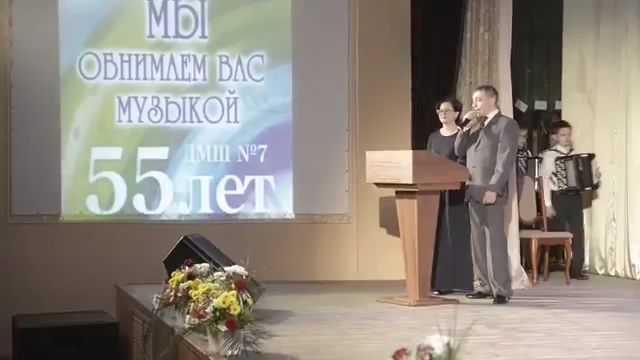 МЫ
ОБНИМАЕМ ВАС
МУЗЫКОЙ
ДМШ №7
55 лет